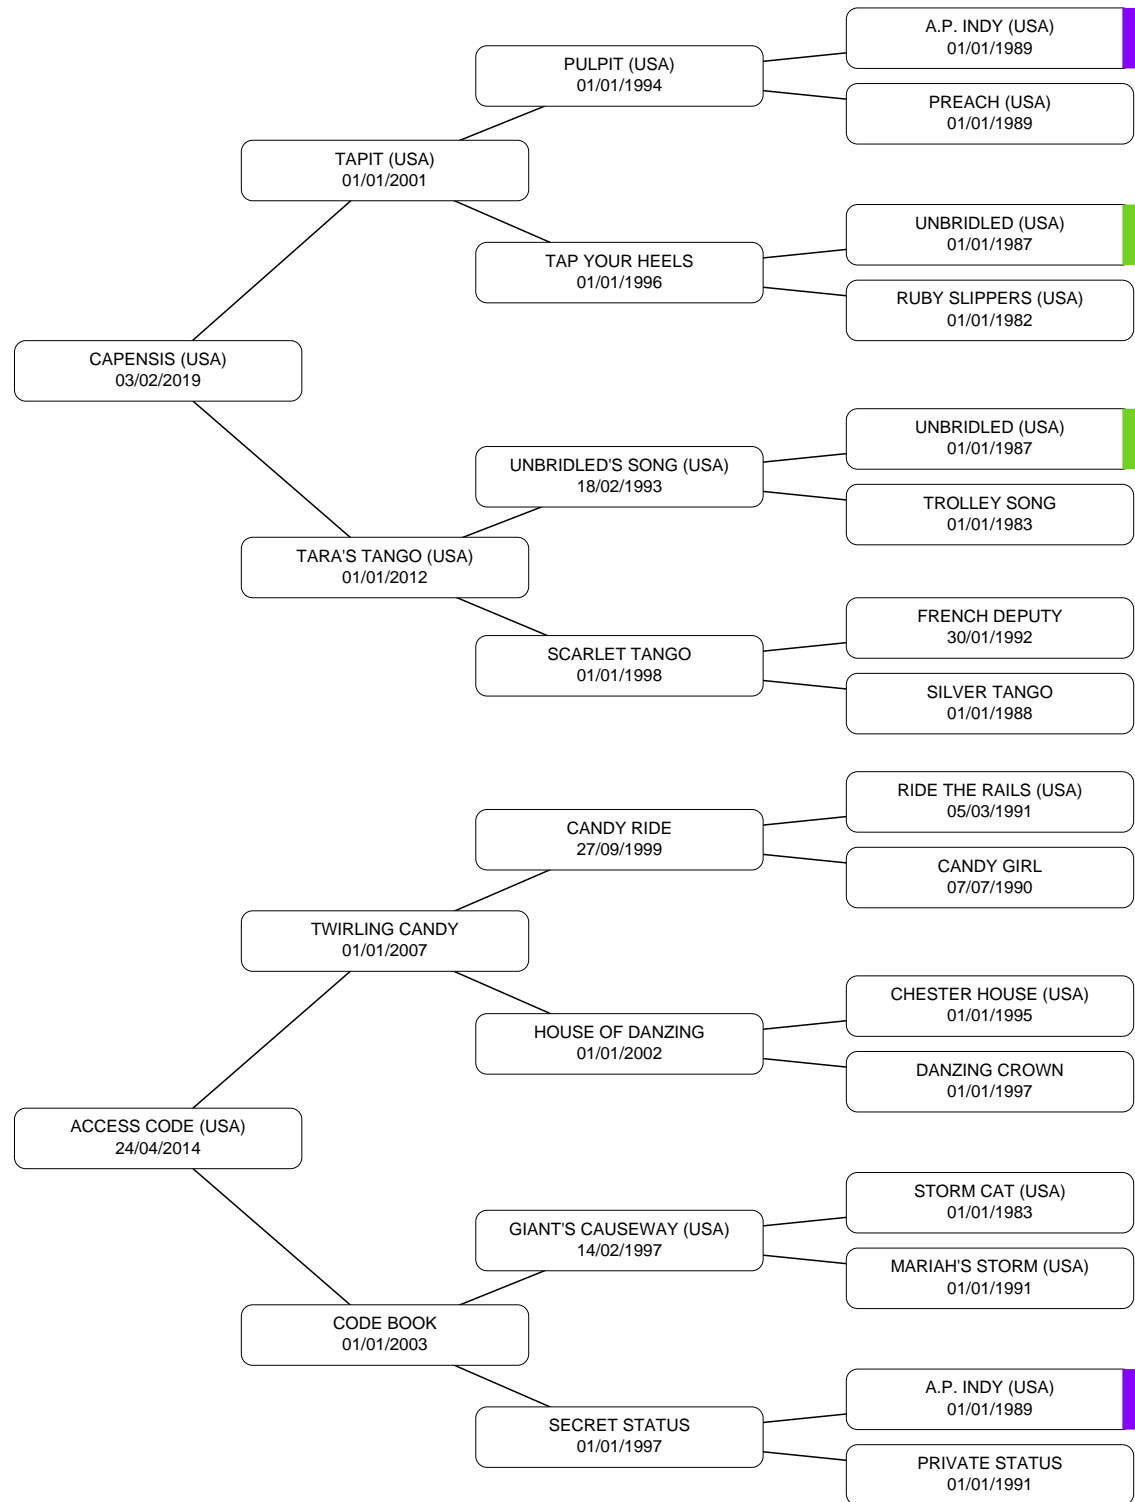 A.P. INDY (USA)
01/01/1989
PULPIT (USA)
01/01/1994
PREACH (USA)
01/01/1989
TAPIT (USA)
01/01/2001
UNBRIDLED (USA)
01/01/1987
TAP YOUR HEELS
01/01/1996
RUBY SLIPPERS (USA)
01/01/1982
CAPENSIS (USA)
03/02/2019
UNBRIDLED (USA)
01/01/1987
UNBRIDLED'S SONG (USA)
18/02/1993
TROLLEY SONG
01/01/1983
TARA'S TANGO (USA)
01/01/2012
FRENCH DEPUTY
30/01/1992
SCARLET TANGO
01/01/1998
SILVER TANGO
01/01/1988
RIDE THE RAILS (USA)
05/03/1991
CANDY RIDE
27/09/1999
CANDY GIRL
07/07/1990
TWIRLING CANDY
01/01/2007
CHESTER HOUSE (USA)
01/01/1995
HOUSE OF DANZING
01/01/2002
DANZING CROWN
01/01/1997
ACCESS CODE (USA)
24/04/2014
STORM CAT (USA)
01/01/1983
GIANT'S CAUSEWAY (USA)
14/02/1997
MARIAH'S STORM (USA)
01/01/1991
CODE BOOK
01/01/2003
A.P. INDY (USA)
01/01/1989
SECRET STATUS
01/01/1997
PRIVATE STATUS
01/01/1991